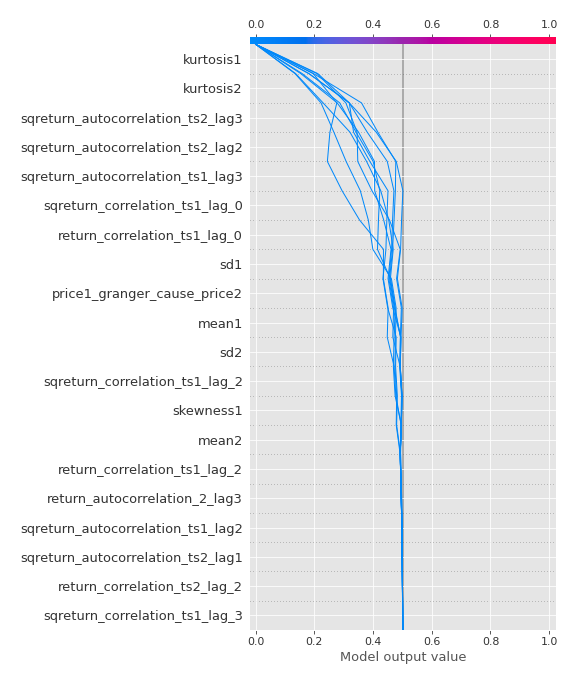 0.0 0.2 0.4 0.6 0.8 1.0
kurtosis1
kurtosis2
sqreturn_autocorrelation_ts2_lag3
sqreturn_autocorrelation_ts2_lag2
sqreturn_autocorrelation_ts1_lag3
sqreturn_correlation_ts1_lag_0
return_correlation_ts1_lag_0
sd1
price1_granger_cause_price2
mean1
sd2
sqreturn_correlation_ts1_lag_2
skewness1
mean2
return_correlation_ts1_lag_2
return_autocorrelation_2_lag3
sqreturn_autocorrelation_ts1_lag2
sqreturn_autocorrelation_ts2_lag1
return_correlation_ts2_lag_2
sqreturn_correlation_ts1_lag_3
0.0 0.2 0.4 0.6 0.8 1.0
Model output value